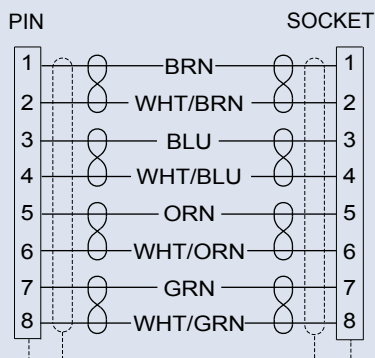 PIN SOCKET
1 BRN 1
2 WHT/BRN 2
3 BLU 3
4 WHT/BLU 4
5 ORN 5
6 WHT/ORN 6
7 GRN 7
8 WHT/GRN 8